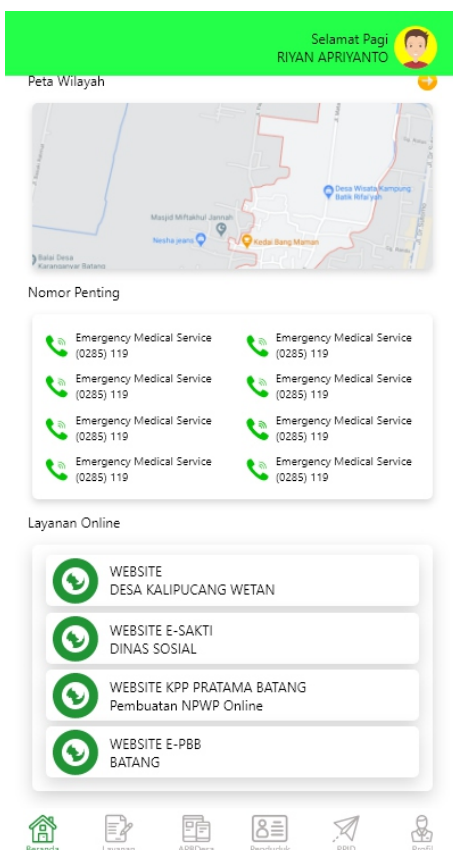 Selamat Pagi
RIYAN APRIYANTO
Peta Wilayah
Desa Wisata Kampung
Batik Rifai'yah
Masjid Miftakhul Jannah
Nesha jeans
Kedai Bang Maman
Balai Desa
Karanganyar Batang
Nomor Penting
Emergency Medical Service
(0285) 119
Emergency Medical Service
(0285) 119
Emergency Medical Service
(0285) 119
Emergency Medical Service
(0285) 119
Emergency Medical Service
(0285) 119
Emergency Medical Service
(0285) 119
Emergency Medical Service
(0285) 119
Emergency Medical Service
(0285) 119
Layanan Online
WEBSITE
DESA KALIPUCANG WETAN
WEBSITE E-SAKTI
DINAS SOSIAL
WEBSITE KPP PRATAMA BATANG
Pembuatan NPWP Online
WEBSITE E-PBB
BATANG
Beranda
Layanan
APBDesa
Penduduk
PPID
Profil